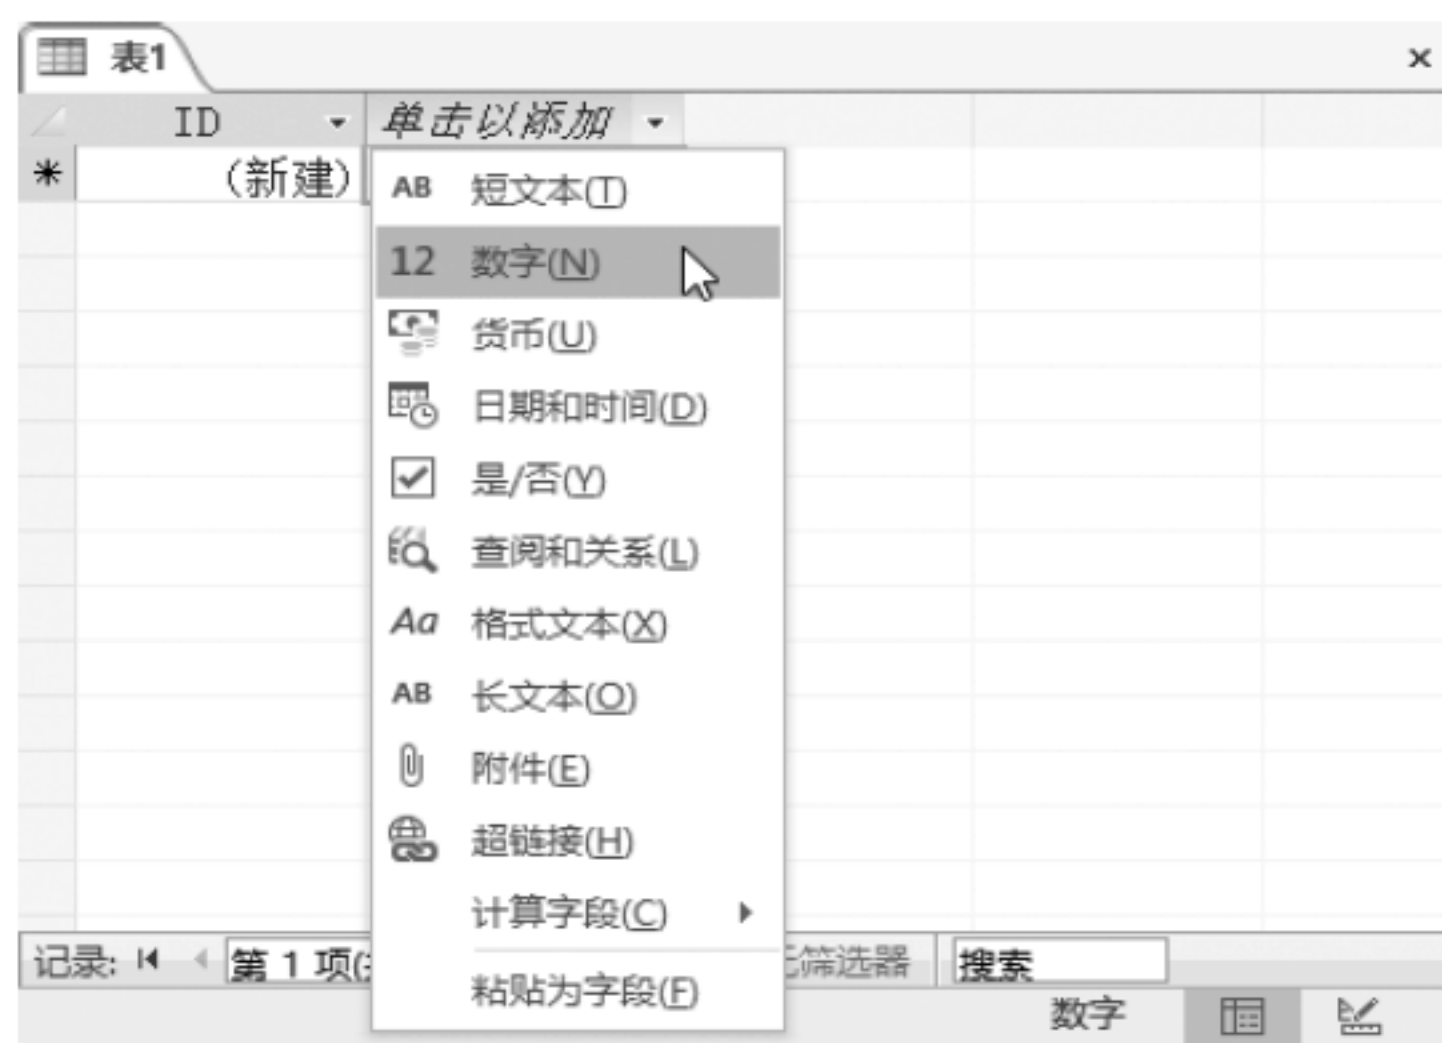 表1
ID 单击以添加
(新建)
AB 短文本(T)
12 数字(N)
货币(U)
日期和时间(D)
是/否(Y)
查阅和关系(L)
Aa 格式文本(X)
AB 长文本(O)
附件(E)
超链接(H)
计算字段(C)
粘贴为字段(F)
记录: 第 1 项( 筛选器 搜索
数字